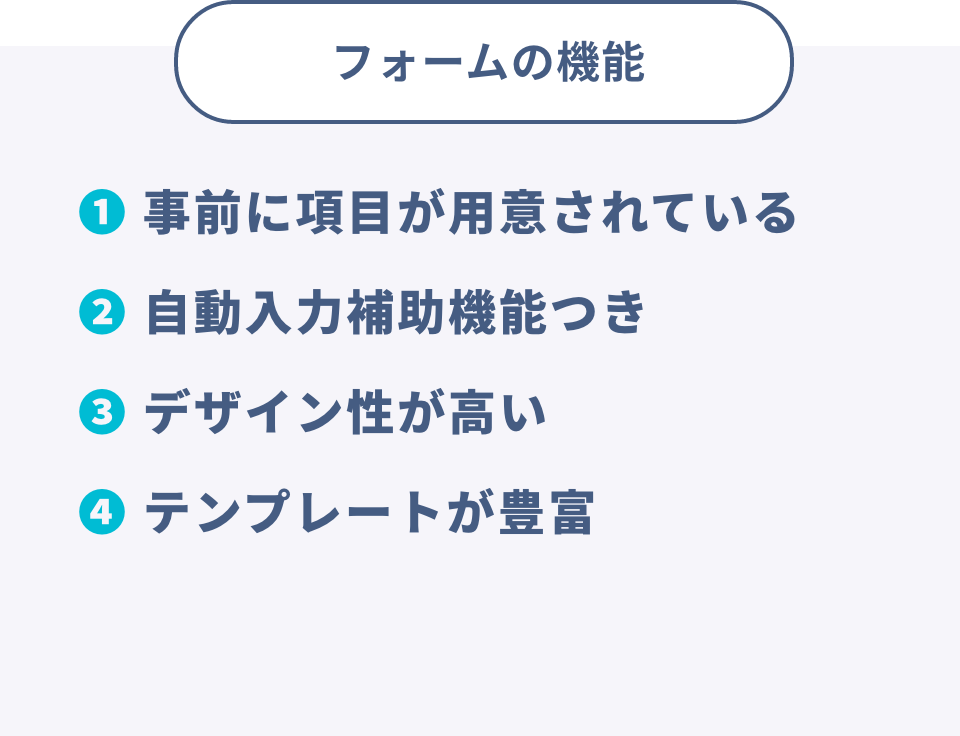 フォームの機能
❶ 事前に項目が用意されている
❷ 自動入力補助機能つき
❸ デザイン性が高い
❹ テンプレートが豊富